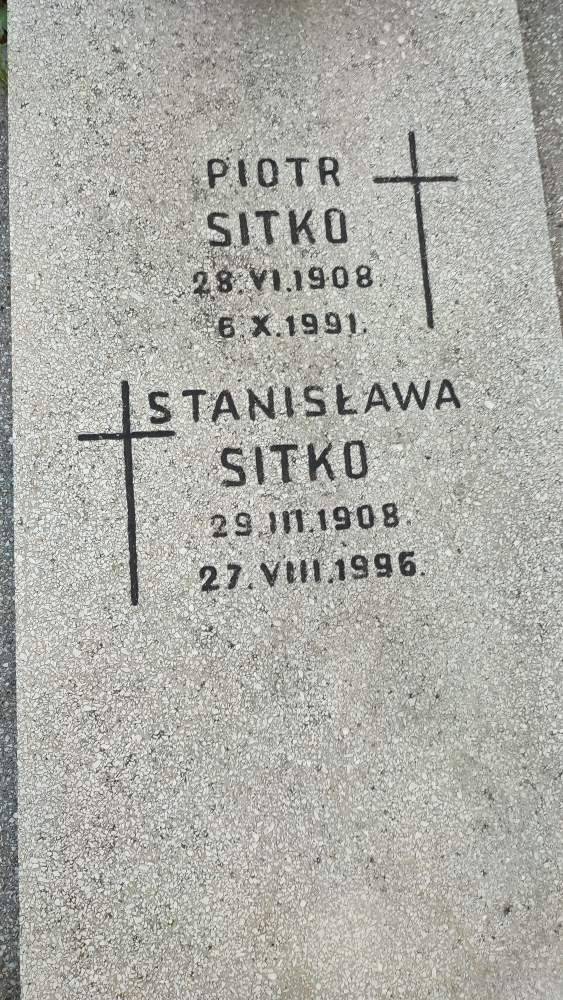 PIOTR
SITKO
28.VI.1908.
6.X.1991.
STANISŁAWA
SITKO
29.III.1908.
27.VIII.1996.